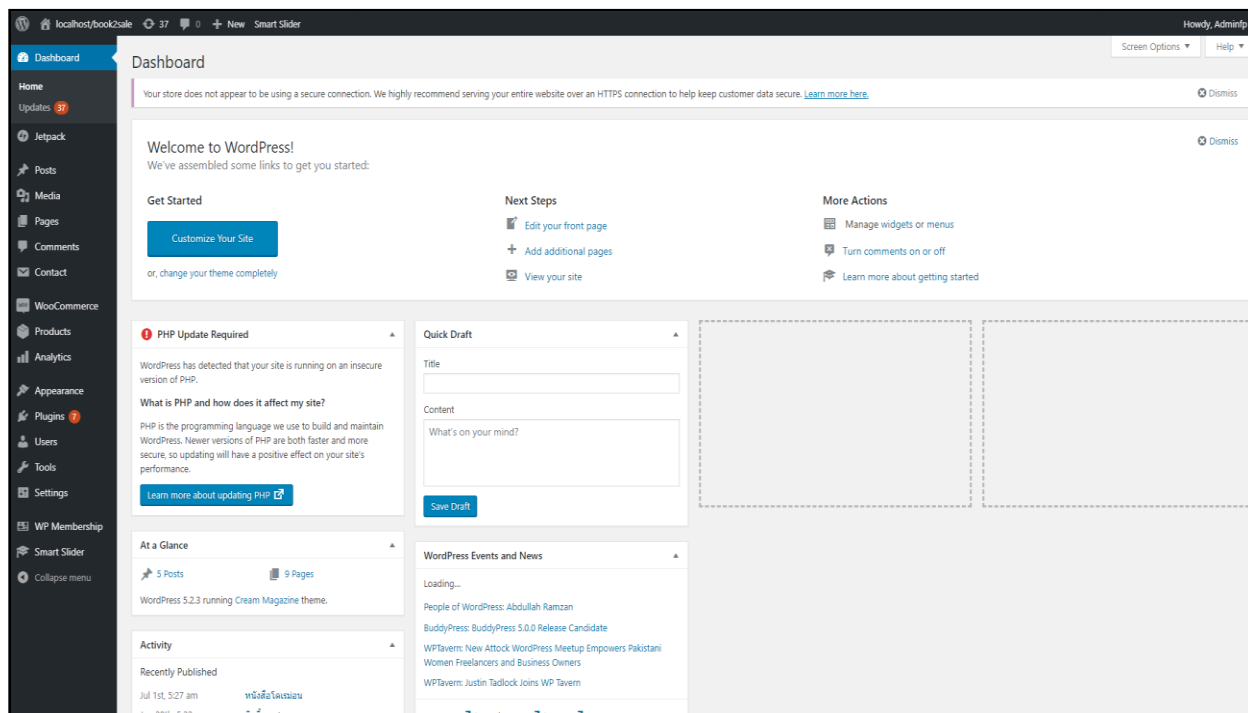 localhost/book2sale 37 0 New Smart Slider Howdy, Adminfp
Screen Options Help
Dashboard
Home
Updates 37
Jetpack
Posts
Media
Pages
Comments
Contact
WooCommerce
Products
Analytics
Appearance
Plugins 7
Users
Tools
Settings
WP Membership
Smart Slider
Collapse menu
Dashboard
Your store does not appear to be using a secure connection. We highly recommend serving your entire website over an HTTPS connection to help keep customer data secure. Learn more here. Dismiss
Welcome to WordPress! Dismiss
We've assembled some links to get you started:
Get Started
Customize Your Site
or, change your theme completely
Next Steps
Edit your front page
Add additional pages
View your site
More Actions
Manage widgets or menus
Turn comments on or off
Learn more about getting started
PHP Update Required
WordPress has detected that your site is running on an insecure
version of PHP.
What is PHP and how does it affect my site?
PHP is the programming language we use to build and maintain
WordPress. Newer versions of PHP are both faster and more
secure, so updating will have a positive effect on your site's
performance.
Learn more about updating PHP
At a Glance
5 Posts 9 Pages
WordPress 5.2.3 running Cream Magazine theme.
Activity
Recently Published
Jul 1st, 5:27 am หนังสือโดเรม่อน
Quick Draft
Title
Content
What's on your mind?
Save Draft
WordPress Events and News
Loading...
People of WordPress: Abdullah Ramzan
BuddyPress: BuddyPress 5.0.0 Release Candidate
WPTavern: New Attock WordPress Meetup Empowers Pakistani
Women Freelancers and Business Owners
WPTavern: Justin Tadlock Joins WP Tavern